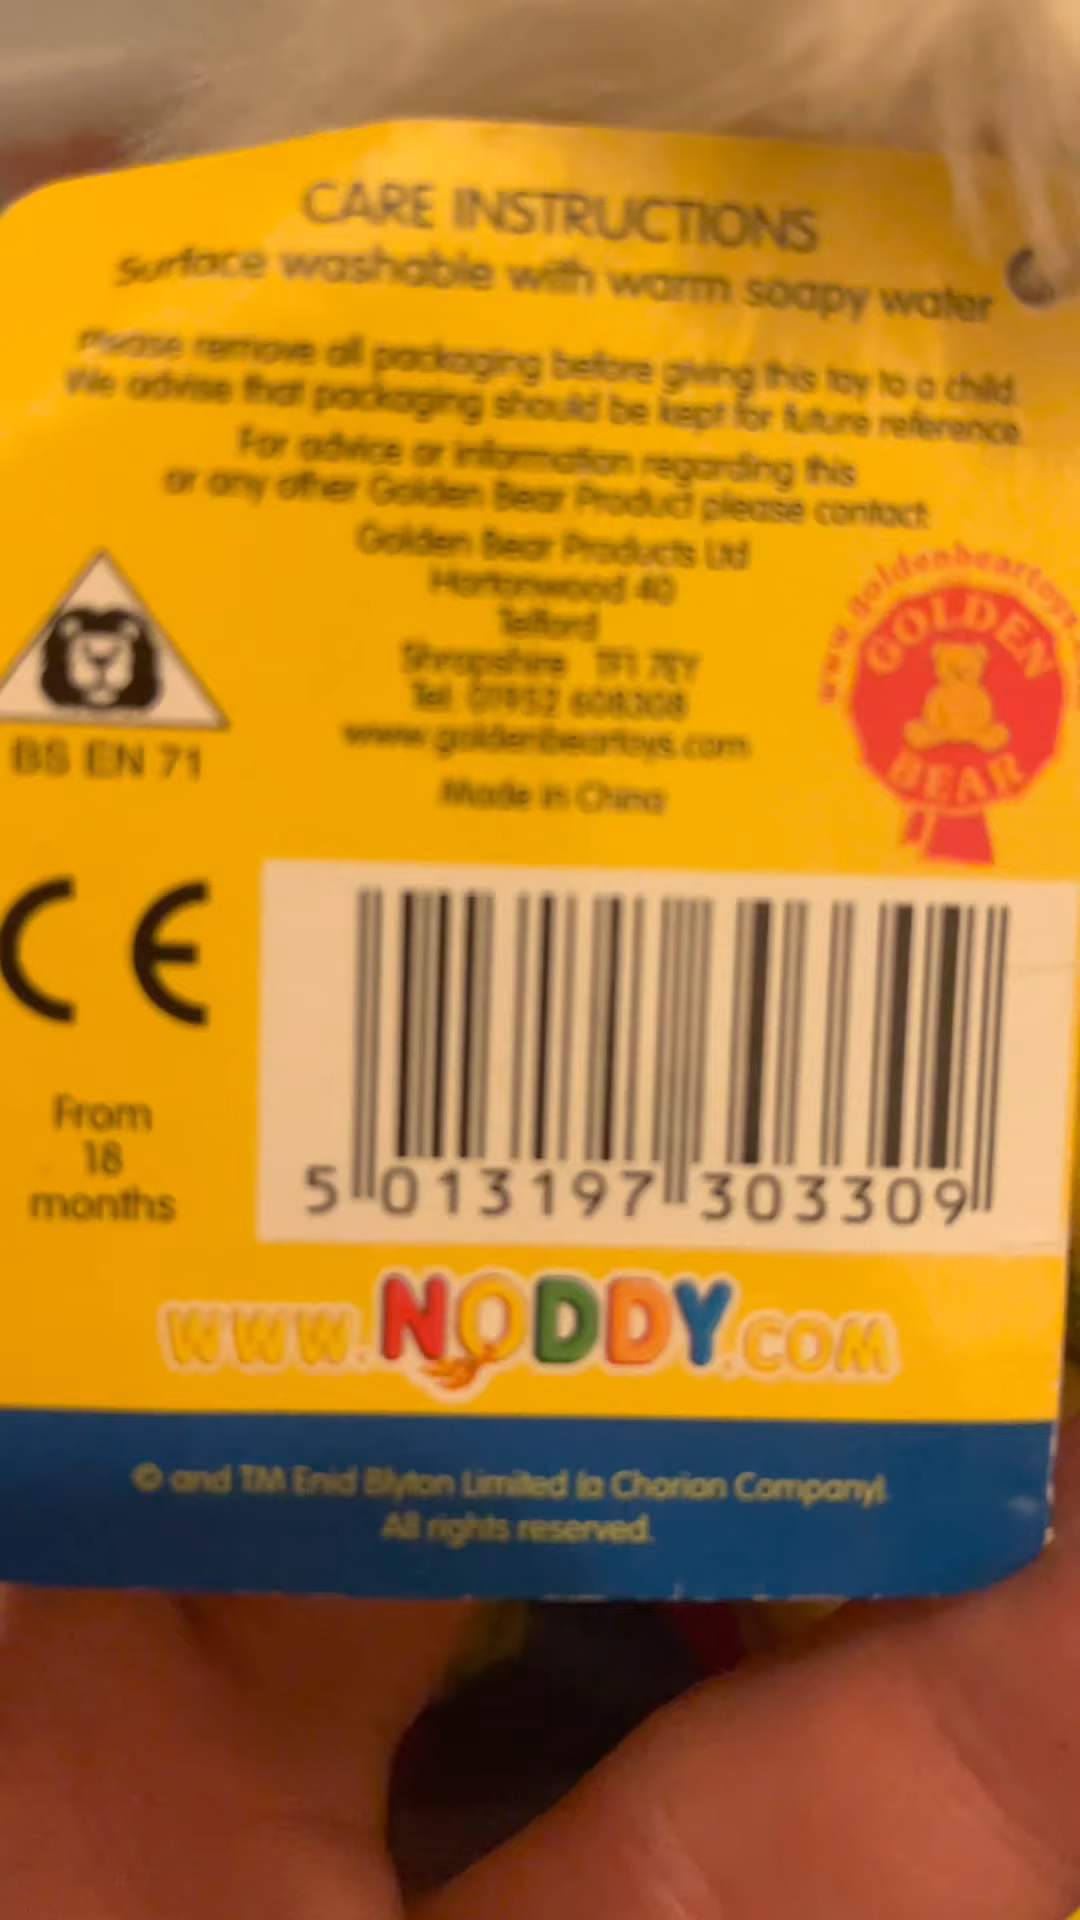 CARE INSTRUCTIONS
Surface washable with warm soapy water
Please remove all packaging before giving this toy to a child.
We advise that packaging should be kept for future reference.
For advice or information regarding this
or any other Golden Bear Product please contact:
Golden Bear Products Ltd
Hortonwood 40
Telford
Shropshire TF1 7EY
Tel: 01952 608308
www.goldenbeartoys.com
Made in China
www.goldenbeartoys
GOLDEN
BEAR
BS EN 71
CE
From
18
months
5 013197 303309
WWW.NODDY.COM
© and TM Enid Blyton Limited (a Chorion Company).
All rights reserved.